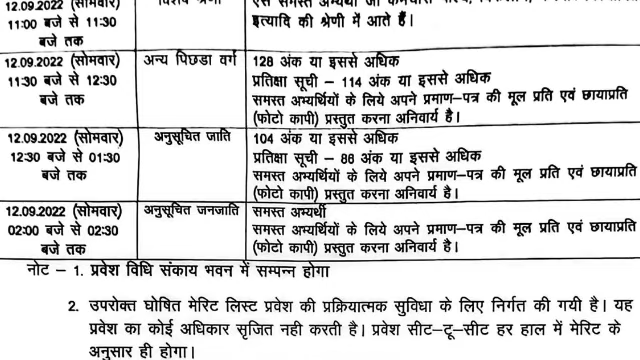 12.09.2022 (सोमवार)
11:00 बजे से 11:30
बजे तक
इत्यादि की श्रेणी में आते हैं।
12.09.2022 (सोमवार)
11:30 बजे से 12:30
बजे तक
अन्य पिछडा वर्ग
128 अंक या इससे अधिक
प्रतिक्षा सूची – 114 अंक या इससे अधिक
समस्त अभ्यर्थियों के लिये अपने प्रमाण–पत्र की मूल प्रति एवं छायाप्रति
(फोटो कापी) प्रस्तुत करना अनिवार्य है।
12.09.2022 (सोमवार)
12:30 बजे से 01:30
बजे तक
अनुसूचित जाति
104 अंक या इससे अधिक
प्रतिक्षा सूची – 86 अंक या इससे अधिक
समस्त अभ्यर्थियों के लिये अपने प्रमाण–पत्र की मूल प्रति एवं छायाप्रति
(फोटो कापी) प्रस्तुत करना अनिवार्य है।
12.09.2022 (सोमवार)
02:00 बजे से 02:30
बजे तक
अनुसूचित जनजाति
समस्त अभ्यर्थी
समस्त अभ्यर्थियों के लिये अपने प्रमाण–पत्र की मूल प्रति एवं छायाप्रति
(फोटो कापी) प्रस्तुत करना अनिवार्य है।
नोट – 1. प्रवेश विधि संकाय भवन में सम्पन्न होगा
2. उपरोक्त घोषित मेरिट लिस्ट प्रवेश की प्रक्रियात्मक सुविधा के लिए निर्गत की गयी है। यह
प्रवेश का कोई अधिकार सृजित नही करती है। प्रवेश सीट–टू–सीट हर हाल में मेरिट के
अनुसार ही होगा।